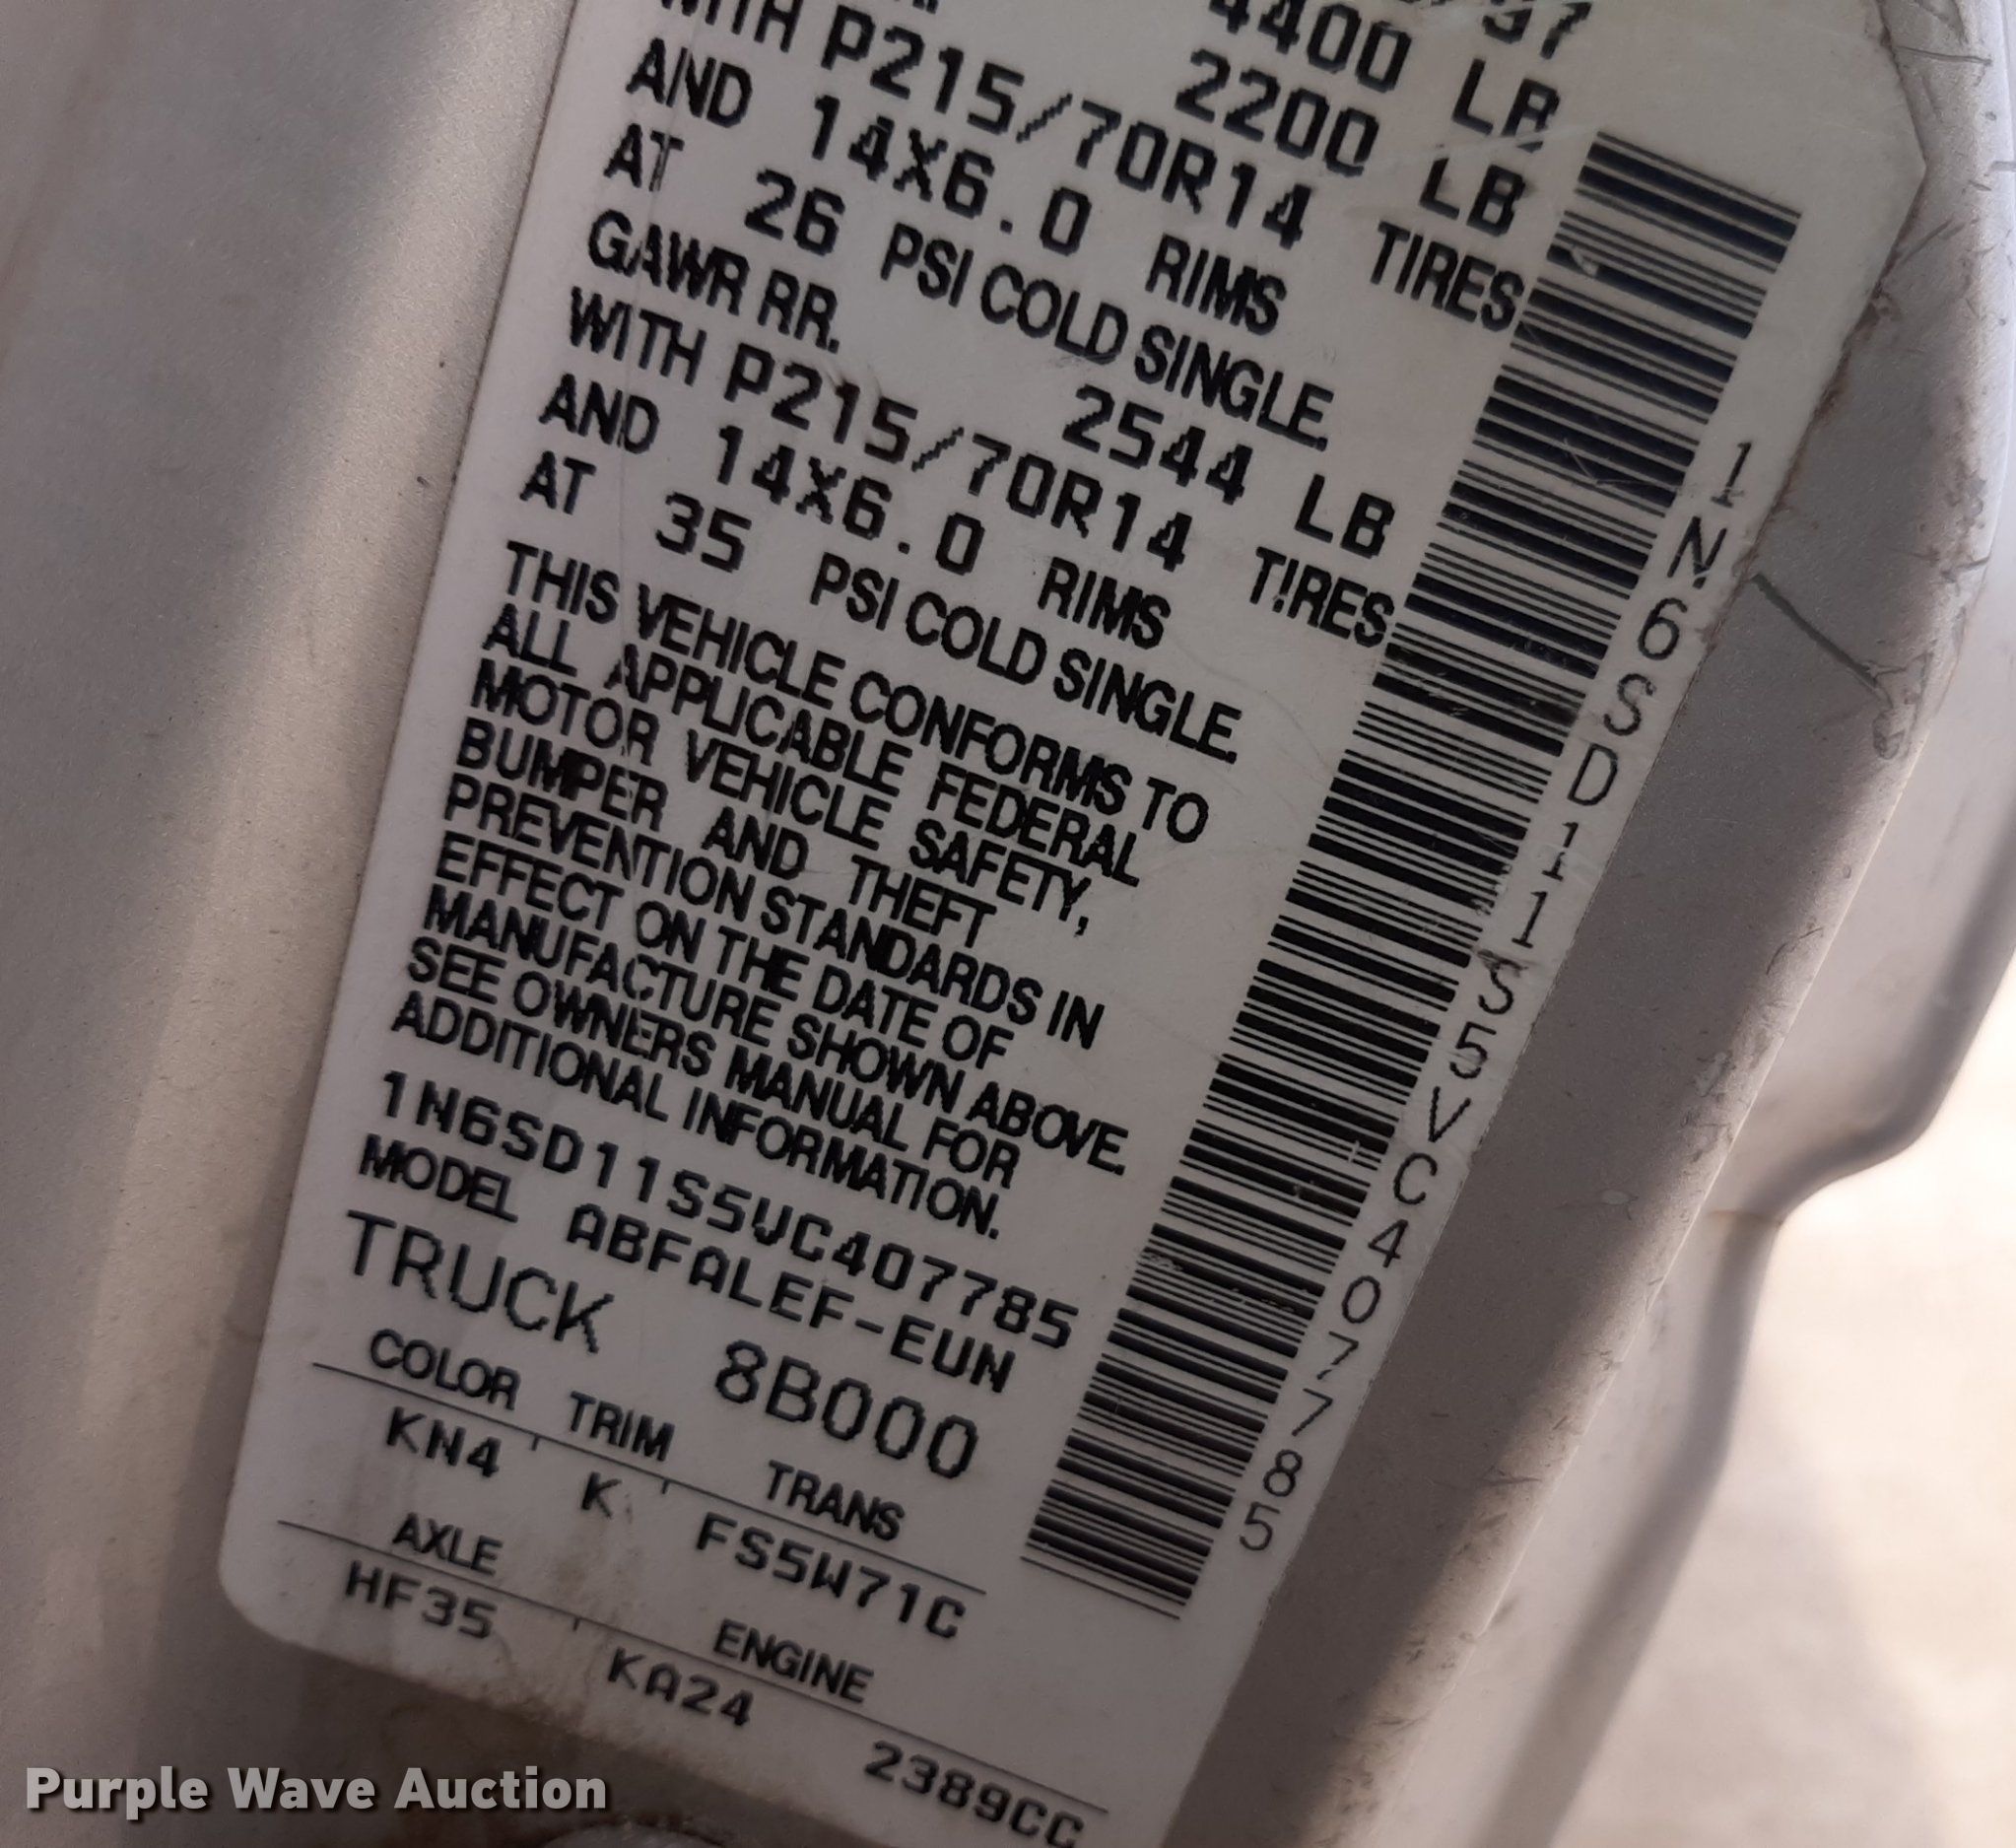 4400 LB
2200 LB
WITH P215/70R14 TIRES
AND 14X6.0 RIMS
AT 26 PSI COLD SINGLE.
GAWR RR. 2544 LB
WITH P215/70R14 TIRES
AND 14X6.0 RIMS
AT 35 PSI COLD SINGLE.
THIS VEHICLE CONFORMS TO
ALL APPLICABLE FEDERAL
MOTOR VEHICLE SAFETY,
BUMPER AND THEFT
PREVENTION STANDARDS IN
EFFECT ON THE DATE OF
MANUFACTURE SHOWN ABOVE.
SEE OWNERS MANUAL FOR
ADDITIONAL INFORMATION.
1N6SD11S5VC407785
MODEL ABFALEF-EUN
TRUCK 8B000
COLOR TRIM TRANS
KN4 K FS5W71C
AXLE ENGINE
HF35 KA24 2389CC
1N6SD11S5VC407785
Purple Wave Auction